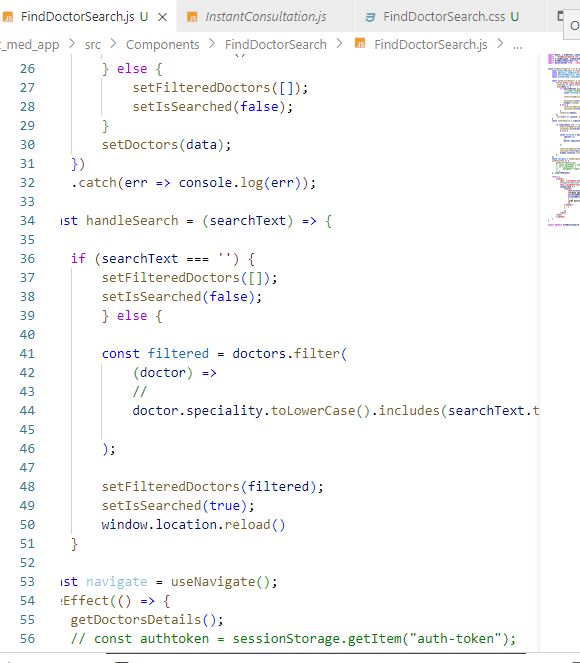 FindDoctorSearch.js U
InstantConsultation.js
FindDoctorSearch.css U
t_med_app > src > Components > FindDoctorSearch > FindDoctorSearch.js > ...
26 } else {
27 setFilteredDoctors([]);
28 setIsSearched(false);
29 }
30 setDoctors(data);
31 })
32 .catch(err => console.log(err));
33
34 nst handleSearch = (searchText) => {
35
36 if (searchText === '') {
37 setFilteredDoctors([]);
38 setIsSearched(false);
39 } else {
40
41 const filtered = doctors.filter(
42 (doctor) =>
43 //
44 doctor.speciality.toLowerCase().includes(searchText.t
45
46 );
47
48 setFilteredDoctors(filtered);
49 setIsSearched(true);
50 window.location.reload()
51 }
52
53 nst navigate = useNavigate();
54 eEffect(() => {
55 getDoctorsDetails();
56 // const authtoken = sessionStorage.getItem("auth-token");